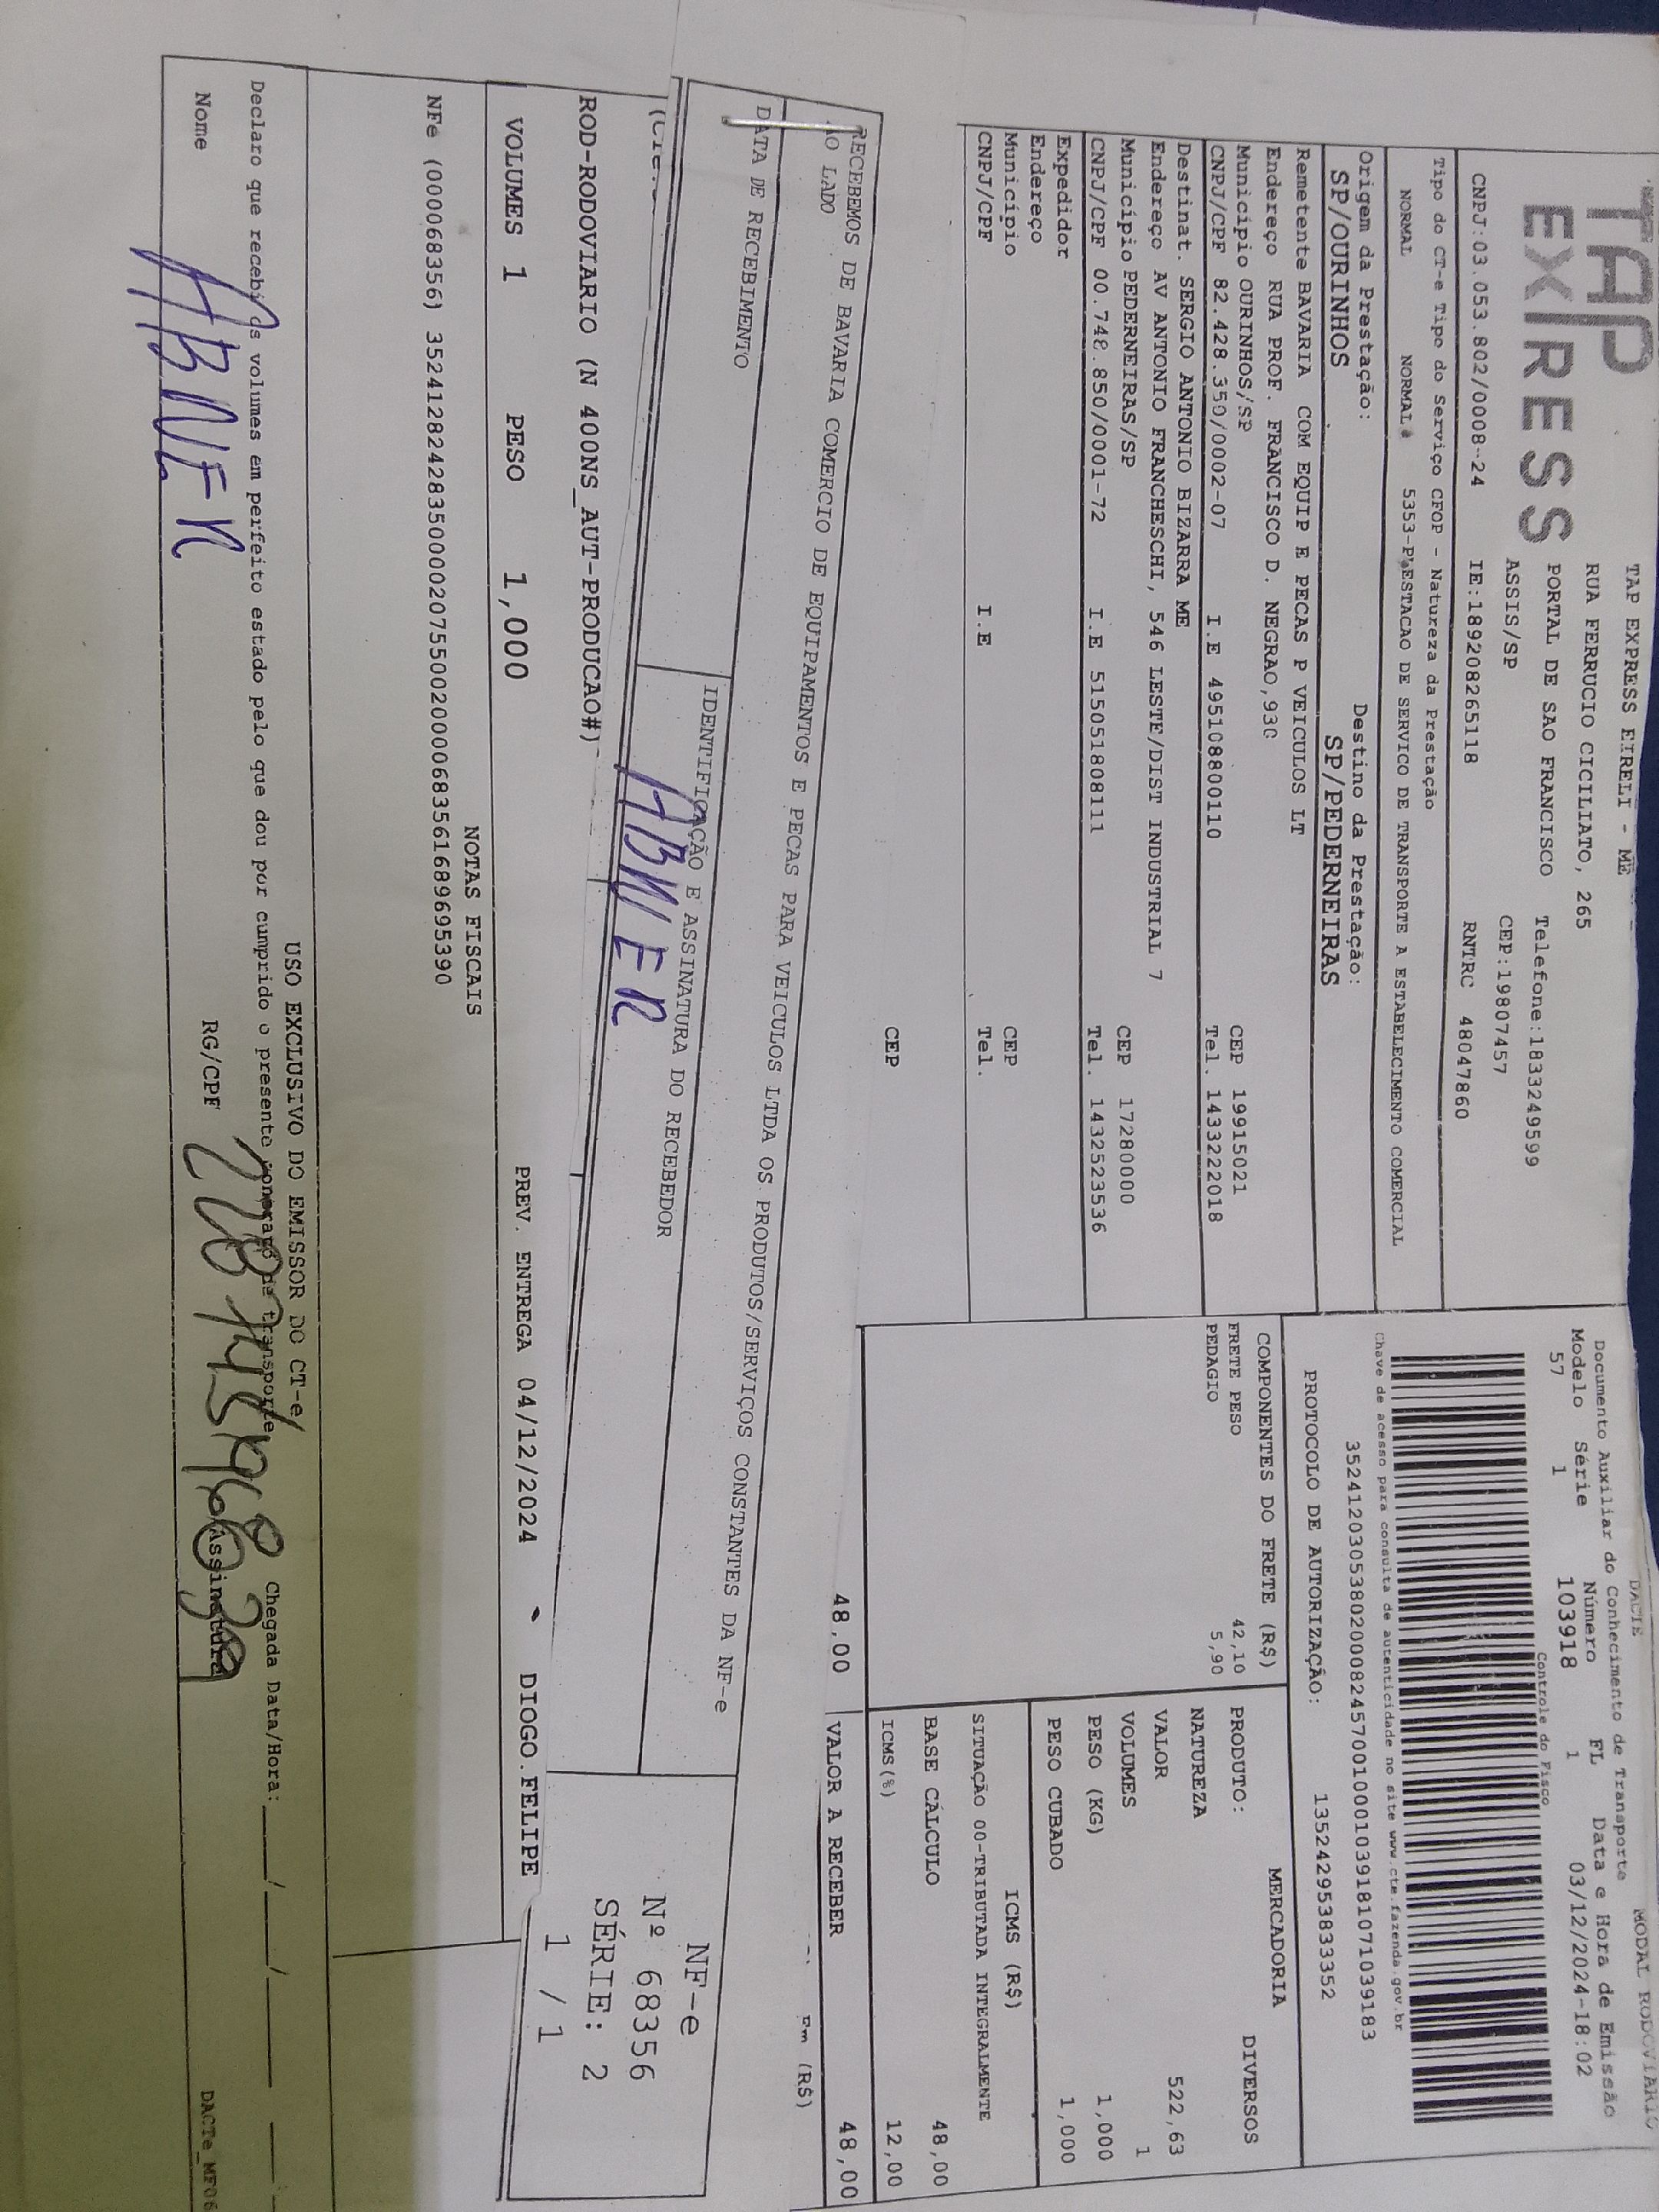 TAP
EXPRESS
TAP EXPRESS EIRELI - ME
RUA FERRUCIO CICILIATO, 265
PORTAL DE SAO FRANCISCO Telefone:1833249599
ASSIS/SP CEP:19807457
CNPJ:03.053.802/0008-24 IE:189208265118 RNTRC 48047860
DACTE MODAL RODOVIARIO
Documento Auxiliar do Conhecimento de Transporte
Modelo Série Número FL Data e Hora de Emissão
57 1 103918 1 03/12/2024-18:02
Controle do Fisco
Chave de acesso para consulta de autenticidade no site www.cte.fazenda.gov.br
35241203053802000824570010001039181071039183
PROTOCOLO DE AUTORIZAÇÃO: 135242953833352
Tipo do CT-e Tipo do Serviço CFOP - Natureza da Prestação
NORMAL NORMAL 5353-PRESTACAO DE SERVICO DE TRANSPORTE A ESTABELECIMENTO COMERCIAL
Origem da Prestação: Destino da Prestação:
SP/OURINHOS SP/PEDERNEIRAS
Remetente BAVARIA COM EQUIP E PECAS P VEICULOS LT
Endereço RUA PROF. FRANCISCO D. NEGRAO,930
Município OURINHOS/SP CEP 19915021
CNPJ/CPF 82.428.350/0002-07 I.E 495108800110 Tel. 1433222018
Destinat. SERGIO ANTONIO BIZARRA ME
Endereço AV ANTONIO FRANCHESCHI, 546 LESTE/DIST INDUSTRIAL 7
Município PEDERNEIRAS/SP CEP 17280000
CNPJ/CPF 00.748.850/0001-72 I.E 515051808111 Tel. 1432523536
Expedidor
Endereço
Município CEP
CNPJ/CPF I.E Tel.
CEP
COMPONENTES DO FRETE (R$)
FRETE PESO 42,10
PEDAGIO 5,90
48,00
MERCADORIA
PRODUTO: DIVERSOS
NATUREZA
VALOR 522,63
VOLUMES 1
PESO (KG) 1,000
PESO CUBADO 1,000
ICMS (R$)
SITUAÇÃO 00-TRIBUTADA INTEGRALMENTE
BASE CÁLCULO 48,00
ICMS(%) 12,00
VALOR A RECEBER 48,00
(R$)
RECEBEMOS DE BAVARIA COMERCIO DE EQUIPAMENTOS E PECAS PARA VEICULOS LTDA OS PRODUTOS/SERVIÇOS CONSTANTES DA NF-e
AO LADO
DATA DE RECEBIMENTO IDENTIFICAÇÃO E ASSINATURA DO RECEBEDOR
ABNER
NF-e
Nº 68356
SÉRIE: 2
1 / 1
ROD-RODOVIARIO (N 400NS_AUT-PRODUCAO#)
VOLUMES 1 PESO 1,000 PREV. ENTREGA 04/12/2024 DIOGO.FELIPE
NOTAS FISCAIS
NFe (000068356) 35241282428350000207550020000683561689695390
USO EXCLUSIVO DO EMISSOR DO CT-e
Declaro que recebi os volumes em perfeito estado pelo que dou por cumprido o presente contrato de transporte Chegada Data/Hora:____/____/____
Nome ABNER RG/CPF Assinatura